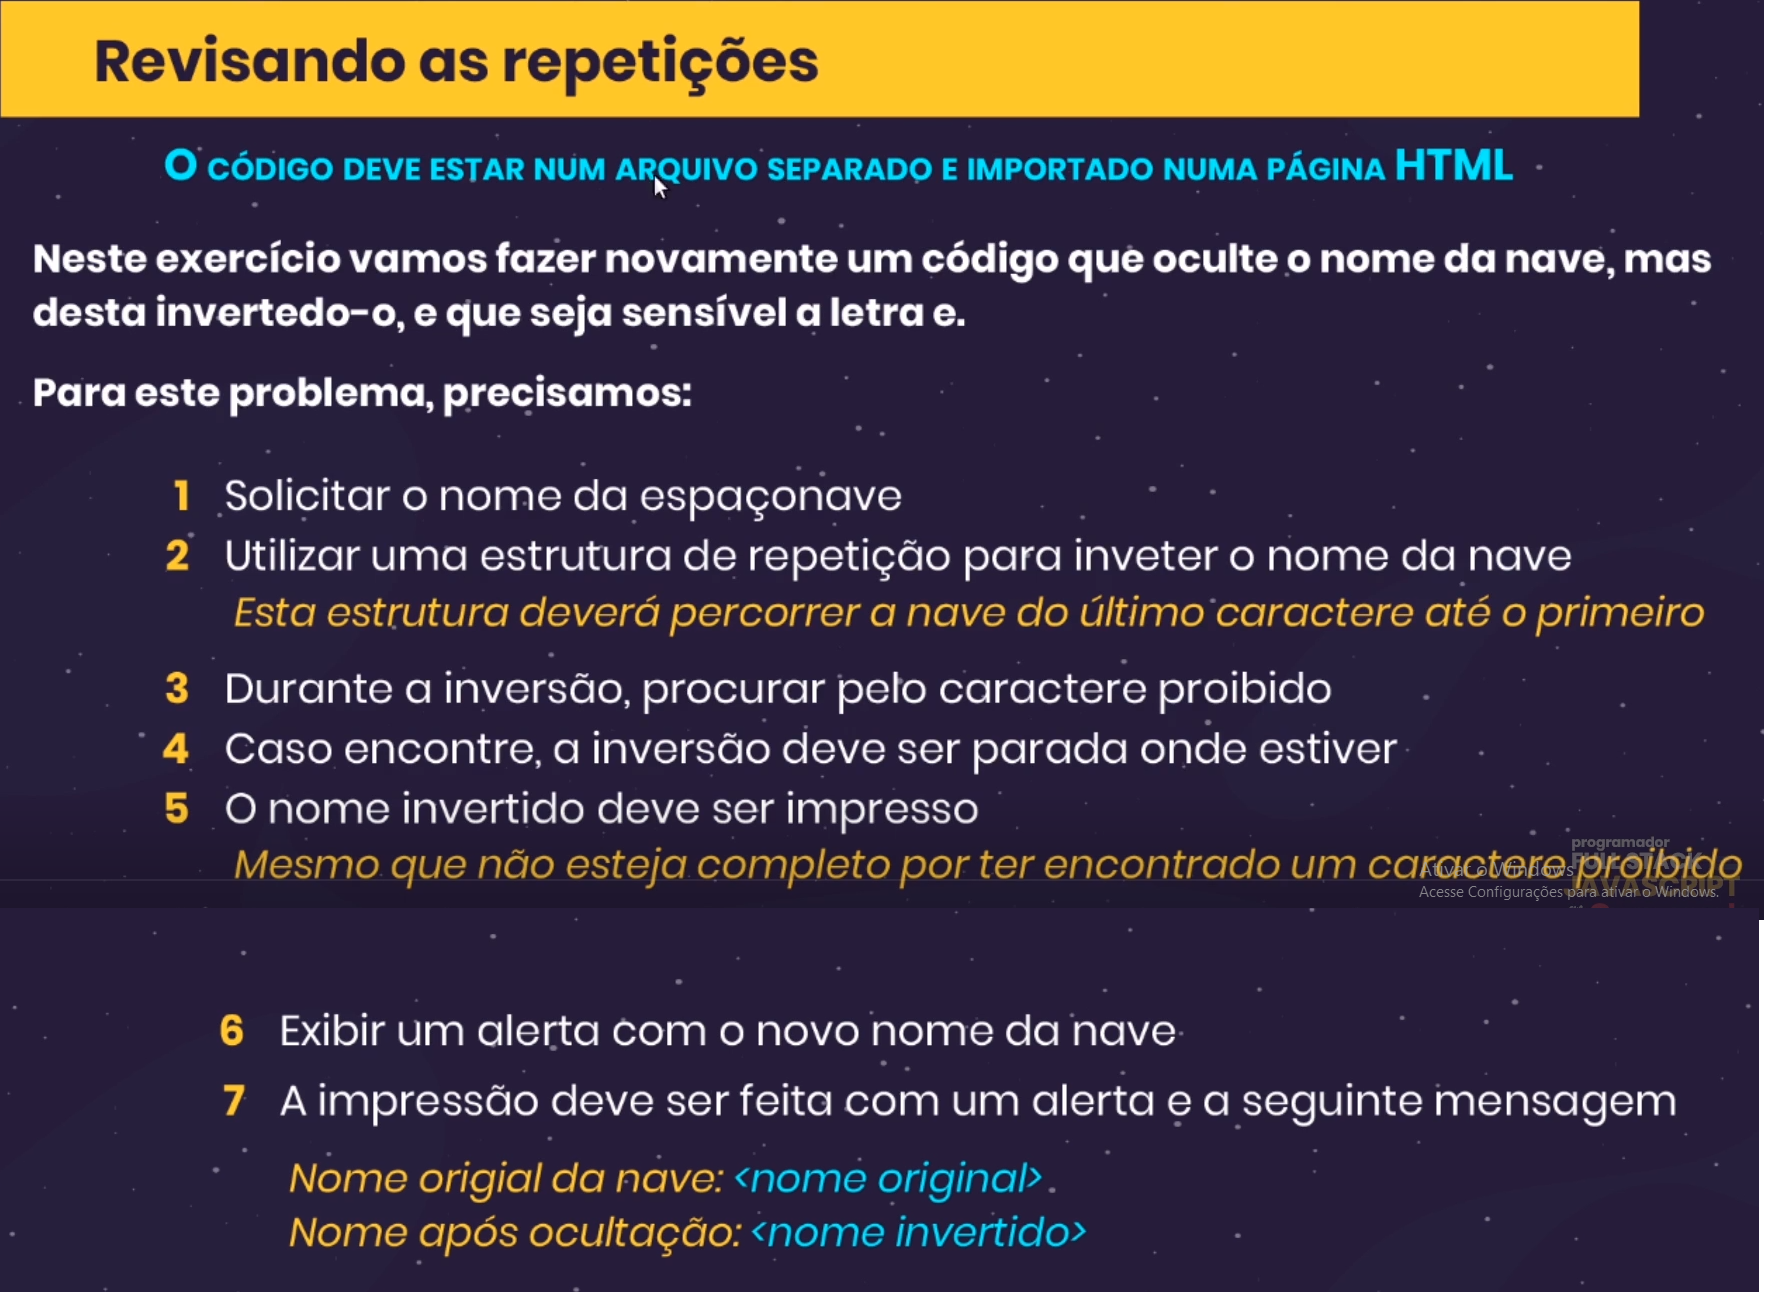 Revisando as repetições
O CÓDIGO DEVE ESTAR NUM ARQUIVO SEPARADO E IMPORTADO NUMA PÁGINA HTML
Neste exercício vamos fazer novamente um código que oculte o nome da nave, mas
desta invertedo-o, e que seja sensível a letra e.
Para este problema, precisamos:
1 Solicitar o nome da espaçonave
2 Utilizar uma estrutura de repetição para inveter o nome da nave
Esta estrutura deverá percorrer a nave do último caractere até o primeiro
3 Durante a inversão, procurar pelo caractere proibido
4 Caso encontre, a inversão deve ser parada onde estiver
5 O nome invertido deve ser impresso
Mesmo que não esteja completo por ter encontrado um caractere proibido
programador
FULL STACK
JAVASCRIPT
Ativar o Windows
Acesse Configurações para ativar o Windows.
6 Exibir um alerta com o novo nome da nave
7 A impressão deve ser feita com um alerta e a seguinte mensagem
Nome origial da nave: <nome original>
Nome após ocultação: <nome invertido>